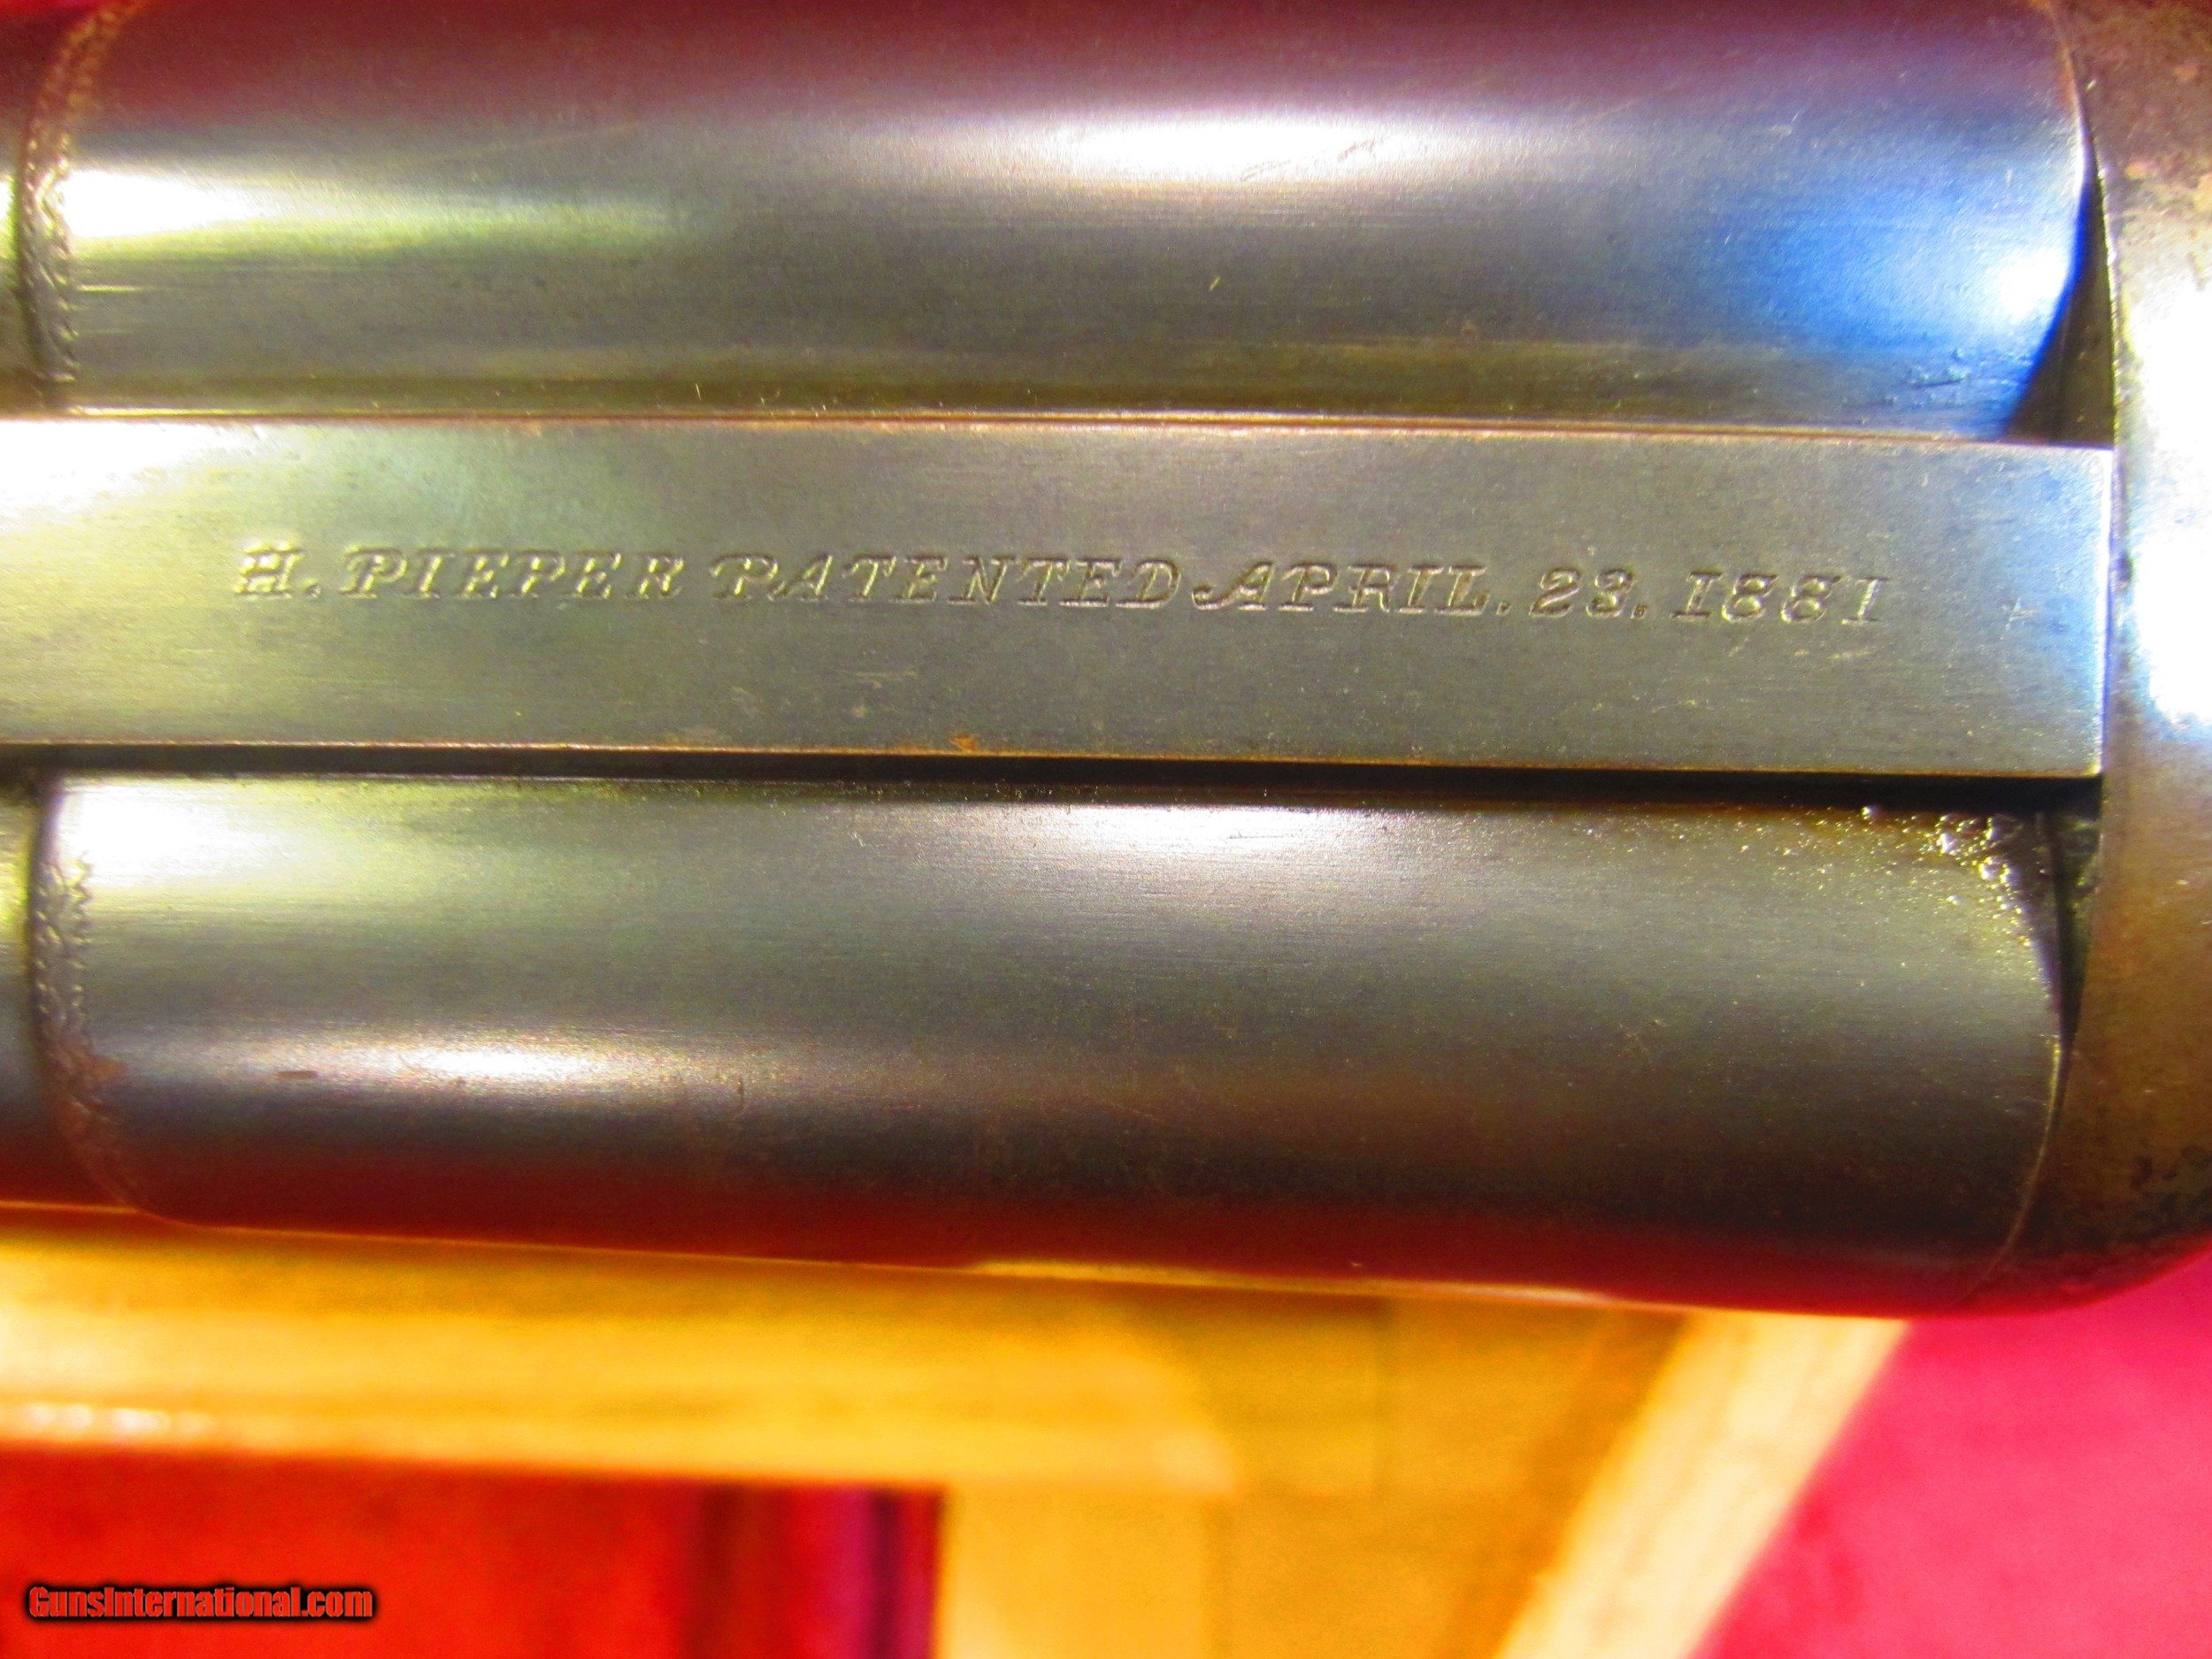 H. PIEPER PATENTED APRIL. 23. 1881
GunsInternational.com